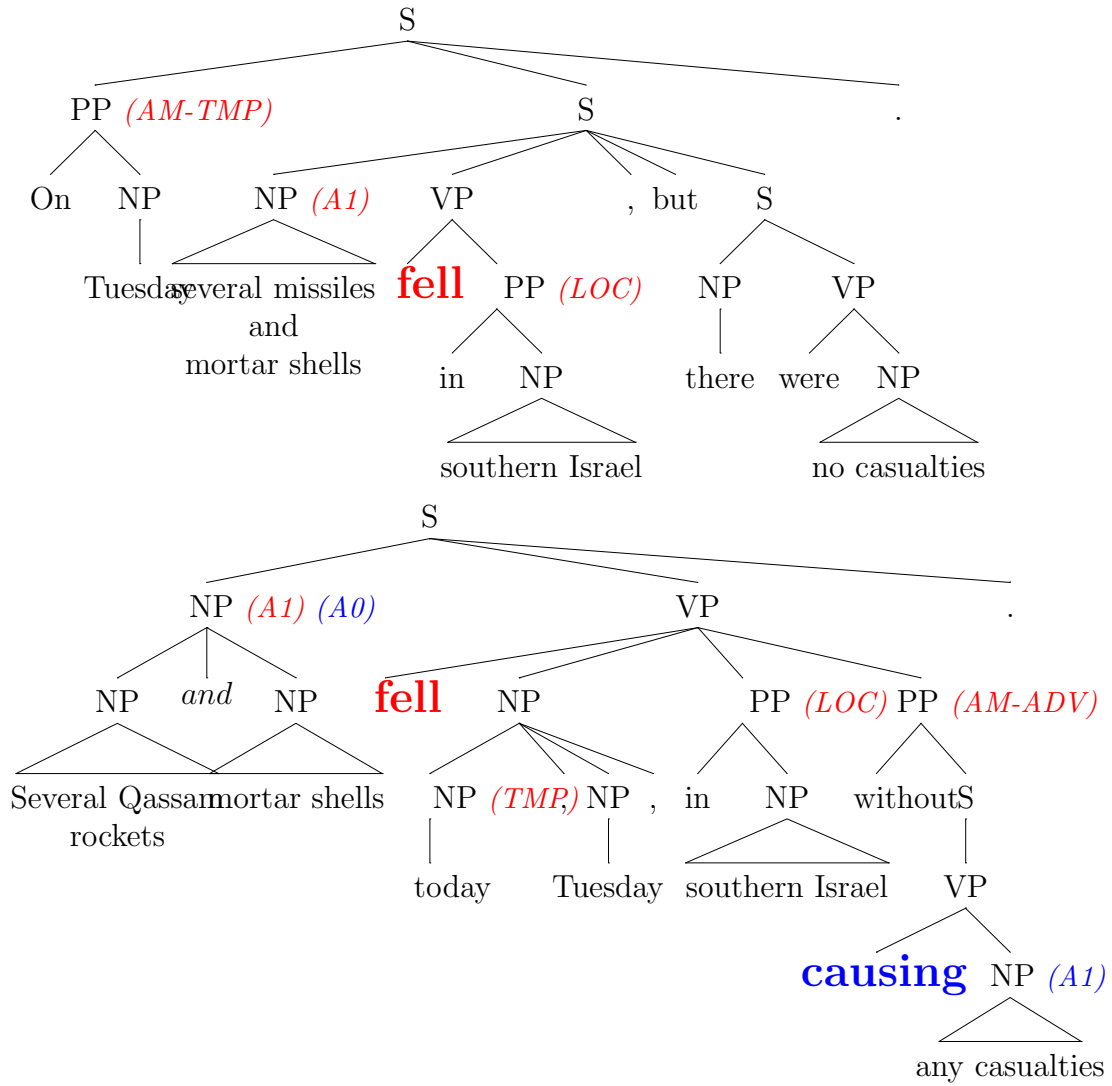 S
PP (AM-TMP) S .
On NP NP (A1) VP , but S
Tuesday several missiles fell PP (LOC) NP VP
and
mortar shells in NP there were NP
southern Israel no casualties
S
NP (A1) (A0) VP .
NP and NP fell NP PP (LOC) PP (AM-ADV)
Several Qassam mortar shells NP (TMP) , NP , in NP without S
rockets
today Tuesday southern Israel VP
causing NP (A1)
any casualties